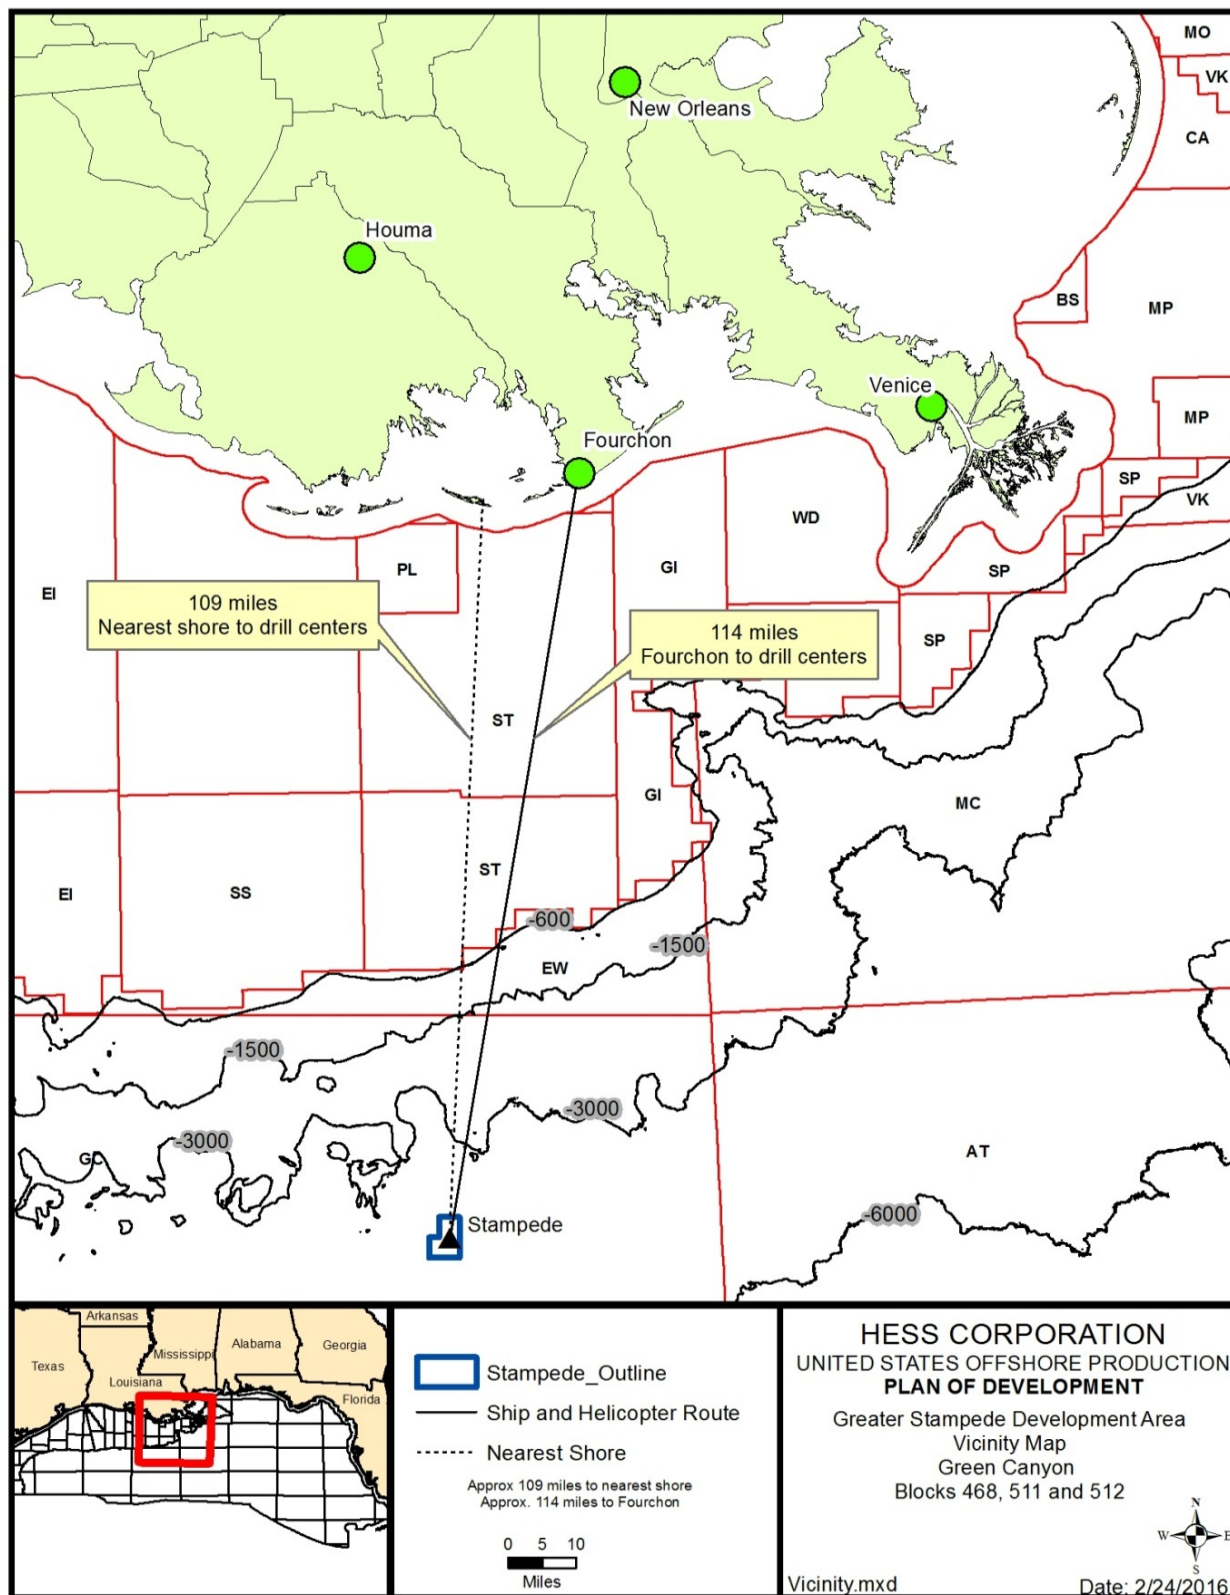 MO
VK
New Orleans
CA
Houma
BS
MP
Venice
MP
Fourchon
SP
VK
WD
GI
PL
SP
EI
109 miles
Nearest shore to drill centers
114 miles
Fourchon to drill centers
SP
ST
GI
MC
ST
EI
SS
-600
-1500
EW
-1500
-3000
-3000
GC
AT
-6000
Stampede
Arkansas
Mississippi
Alabama
Georgia
Texas
Louisiana
Florida
Stampede_Outline
Ship and Helicopter Route
Nearest Shore
Approx 109 miles to nearest shore
Approx. 114 miles to Fourchon
0 5 10
Miles
HESS CORPORATION
UNITED STATES OFFSHORE PRODUCTION
PLAN OF DEVELOPMENT
Greater Stampede Development Area
Vicinity Map
Green Canyon
Blocks 468, 511 and 512
N
W E
S
Vicinity.mxd
Date: 2/24/2016